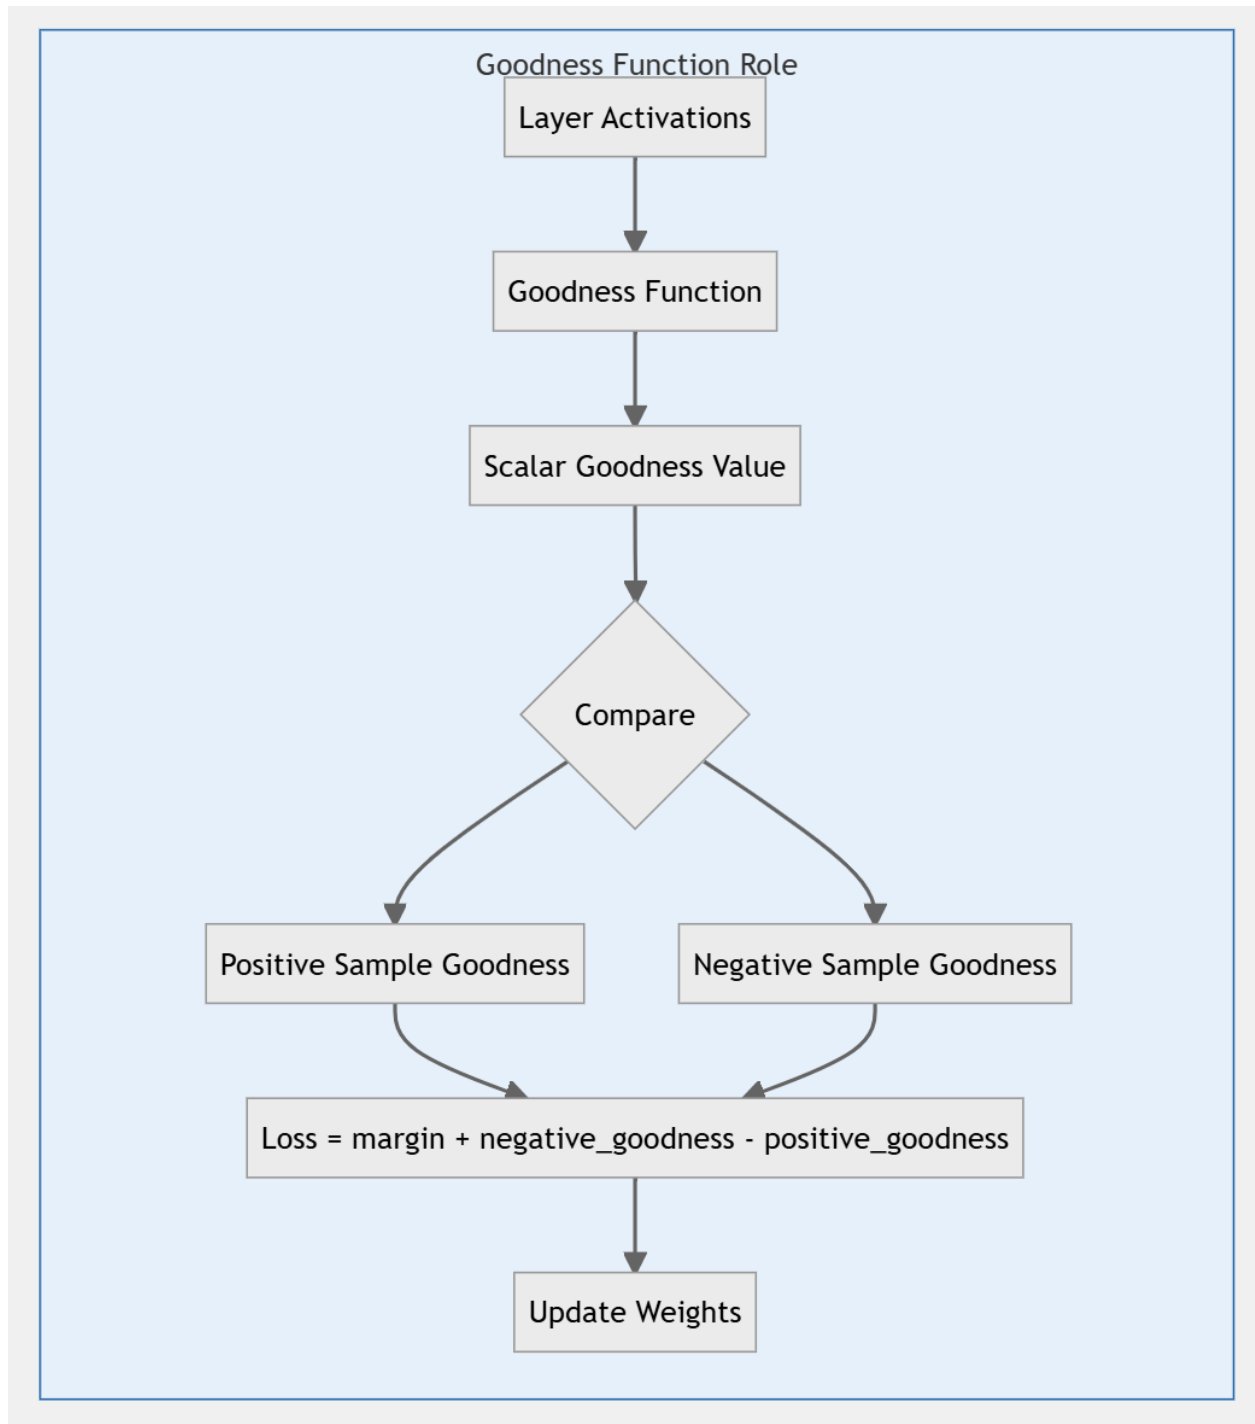 Goodness Function Role
Layer Activations
Goodness Function
Scalar Goodness Value
Compare
Positive Sample Goodness
Negative Sample Goodness
Loss = margin + negative_goodness - positive_goodness
Update Weights